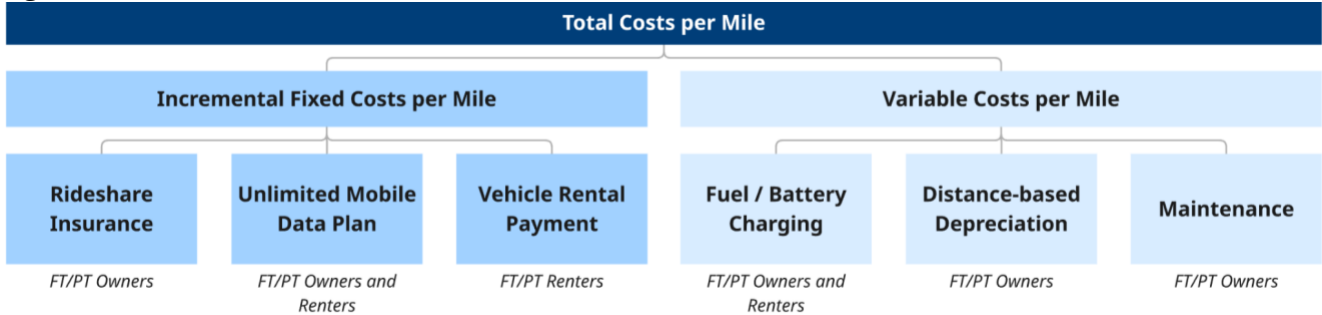 Total Costs per Mile
Incremental Fixed Costs per Mile
Variable Costs per Mile
Rideshare
Insurance
Unlimited Mobile
Data Plan
Vehicle Rental
Payment
Fuel / Battery
Charging
Distance-based
Depreciation
Maintenance
FT/PT Owners
FT/PT Owners and
Renters
FT/PT Renters
FT/PT Owners and
Renters
FT/PT Owners
FT/PT Owners